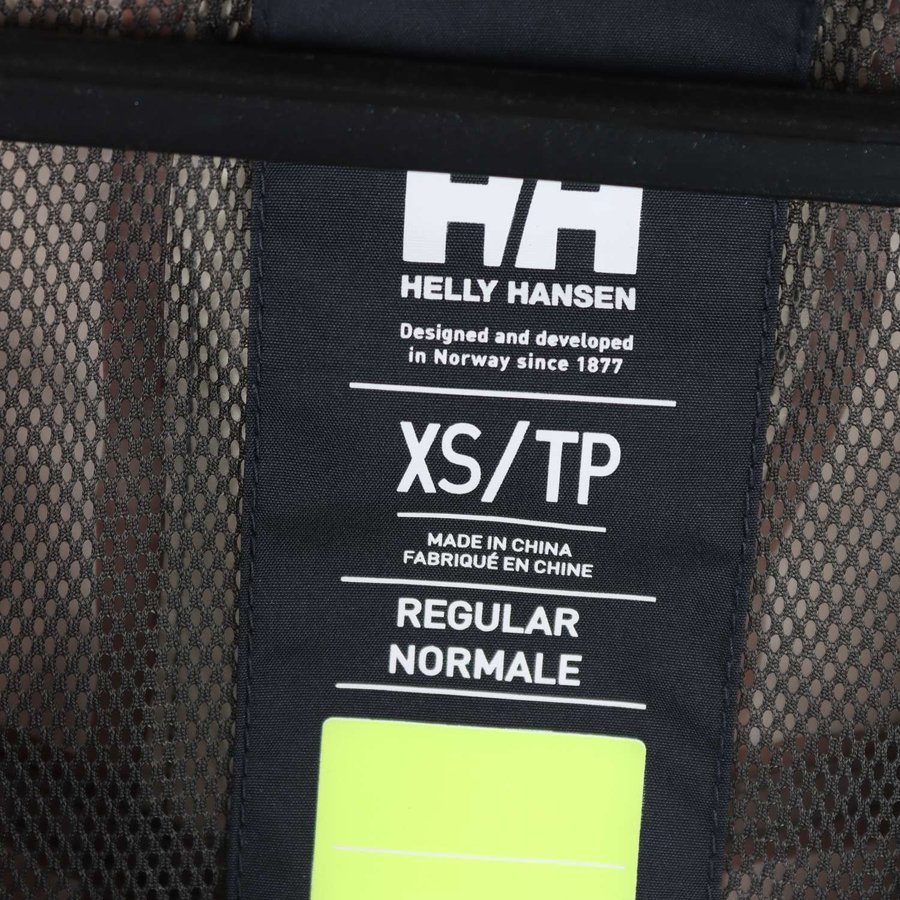 HH
HELLY HANSEN
Designed and developed
in Norway since 1877
XS/TP
MADE IN CHINA
FABRIQUÉ EN CHINE
REGULAR
NORMALE